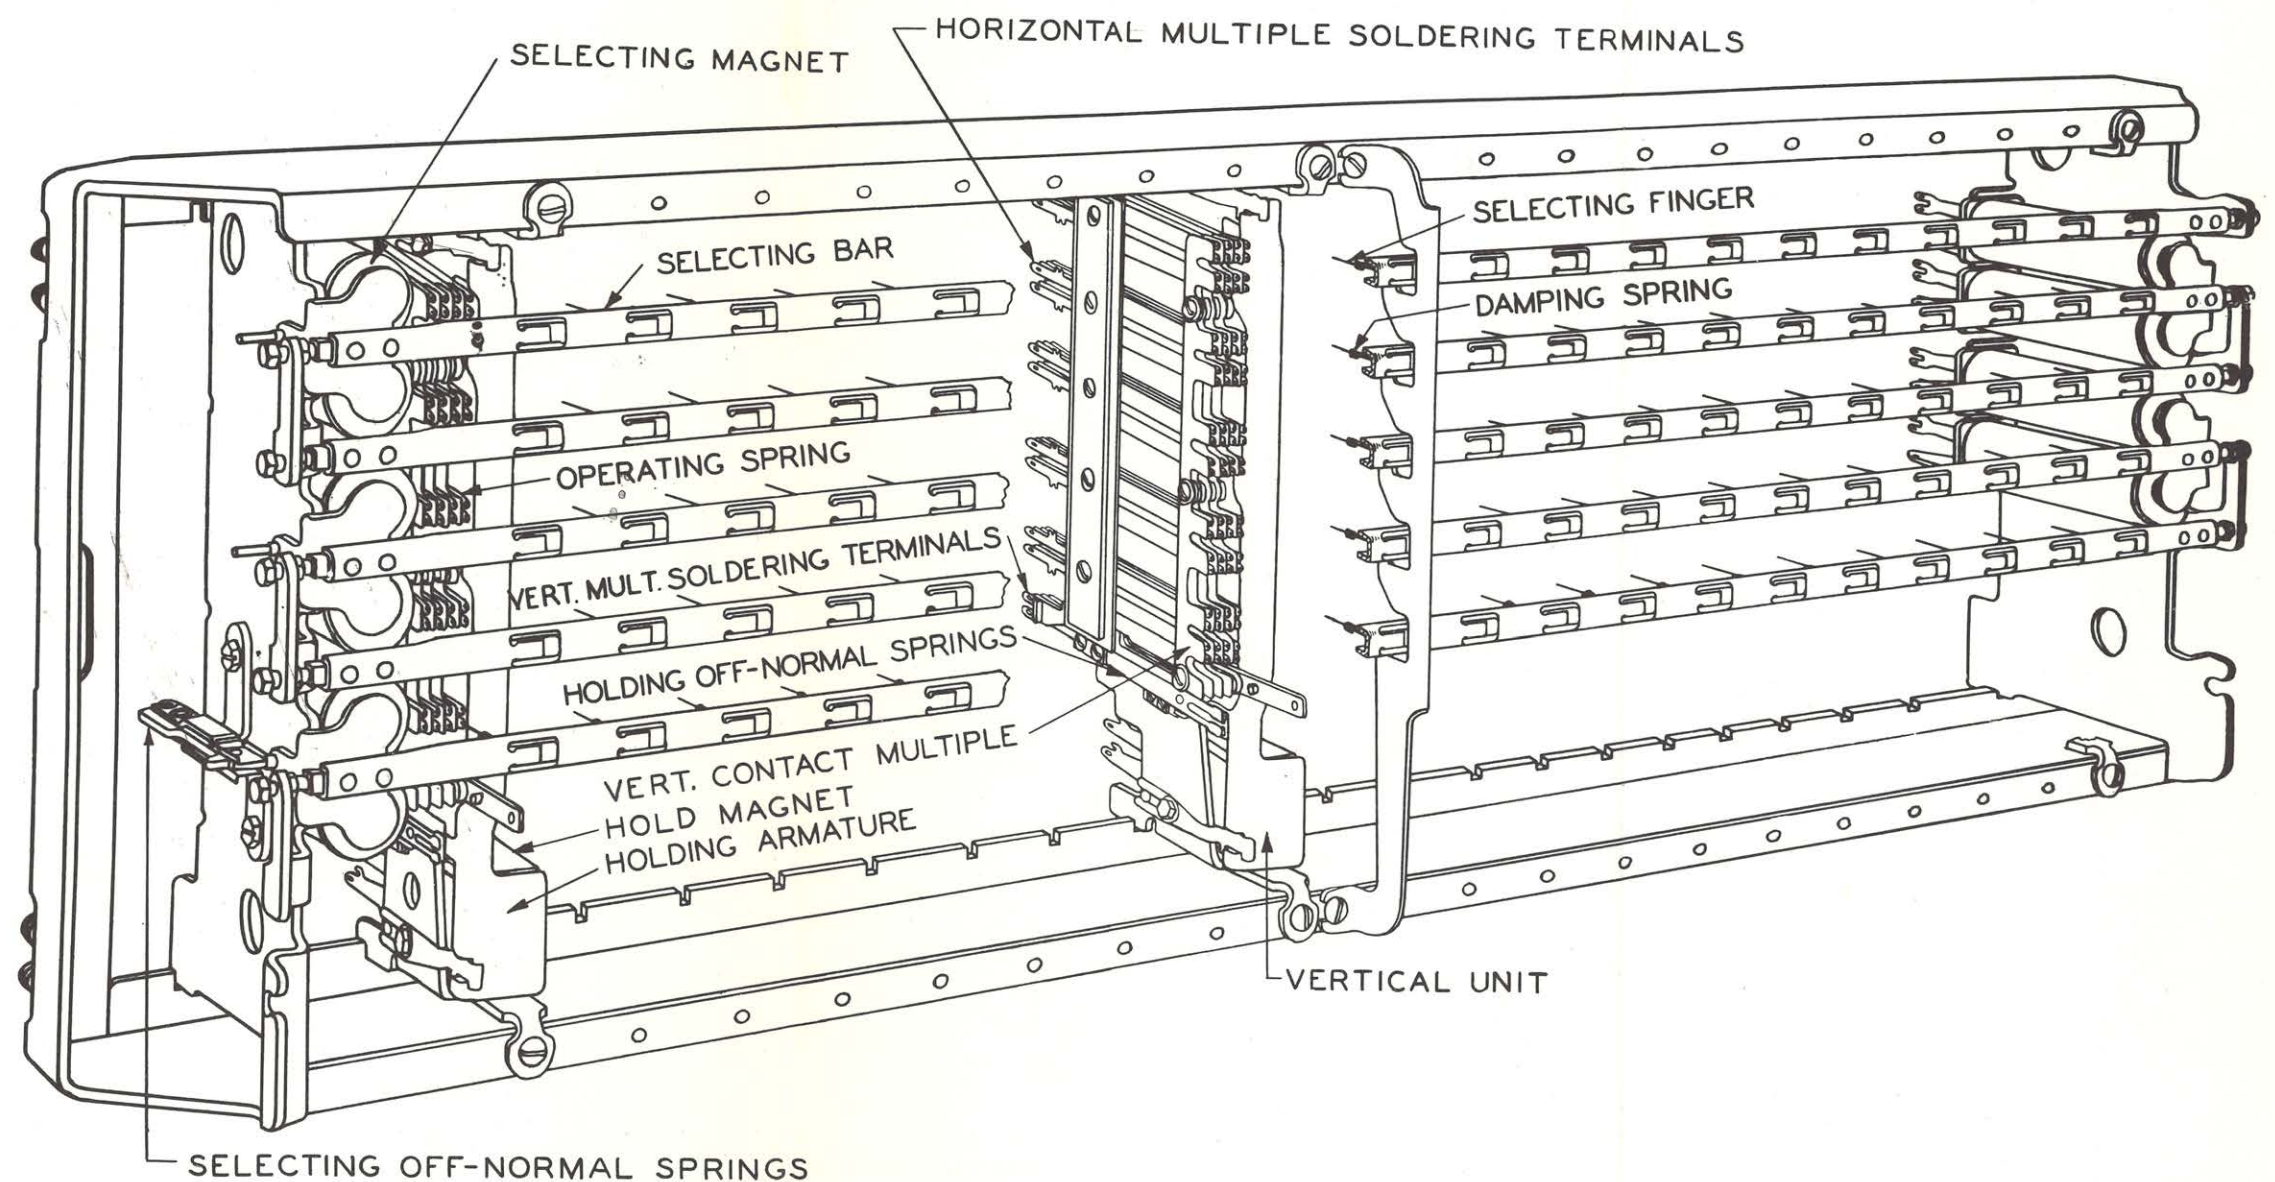 HORIZONTAL MULTIPLE SOLDERING TERMINALS
SELECTING MAGNET
SELECTING FINGER
SELECTING BAR
DAMPING SPRING
OPERATING SPRING
VERT. MULT. SOLDERING TERMINALS
HOLDING OFF-NORMAL SPRINGS
VERT. CONTACT MULTIPLE
HOLD MAGNET
HOLDING ARMATURE
VERTICAL UNIT
SELECTING OFF-NORMAL SPRINGS